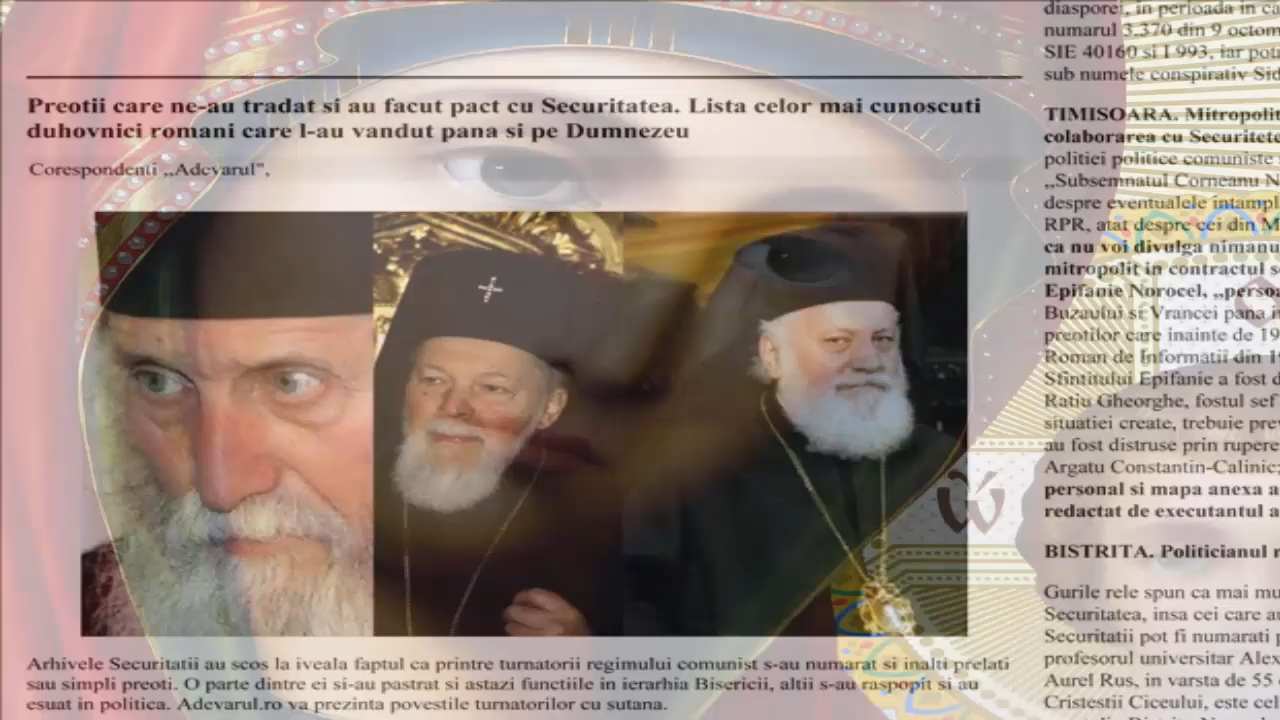 Preotii care ne-au tradat si au facut pact cu Securitatea. Lista celor mai cunoscuti
duhovnici romani care l-au vandut pana si pe Dumnezeu
Corespondenti ,,Adevarul",
Arhivele Securitatii au scos la iveala faptul ca printre turnatorii regimului comunist s-au numarat si inalti prelati
sau simpli preoti. O parte dintre ei si-au pastrat si astazi functiile in ierarhia Bisericii, altii s-au raspopit si au
esuat in politica. Adevarul.ro va prezinta povestile turnatorilor cu sutana.
diasporei, in perioada in ca
numarul 3.370 din 9 octom
SIE 40160 si I 993, iar potr
sub numele conspirativ Sid
TIMISOARA. Mitropolit
colaborarea cu Securitete
politiei politice comuniste
,,Subsemnatul Corneanu N
despre eventualele intampl
RPR, atat despre cei din M
ca nu voi divulga nimanu
mitropolit in contractul s
Epifanie Norocel, ,,persoa
Buzaului si Vrancei pana i
preotilor care inainte de 19
Roman de Informatii din 1
Sfintitului Epifanie a fost d
Ratiu Gheorghe, fostul sef
situatiei create, trebuie prev
au fost distruse prin rupere
Argatu Constantin-Calinic:
personal si mapa anexa a
redactat de executantul a
BISTRITA. Politicianul
Gurile rele spun ca mai mu
Securitatea, insa cei care a
Securitatii pot fi numarati
profesorul universitar Alex
Aurel Rus, in varsta de 55
Cristestii Ciceului, este cel